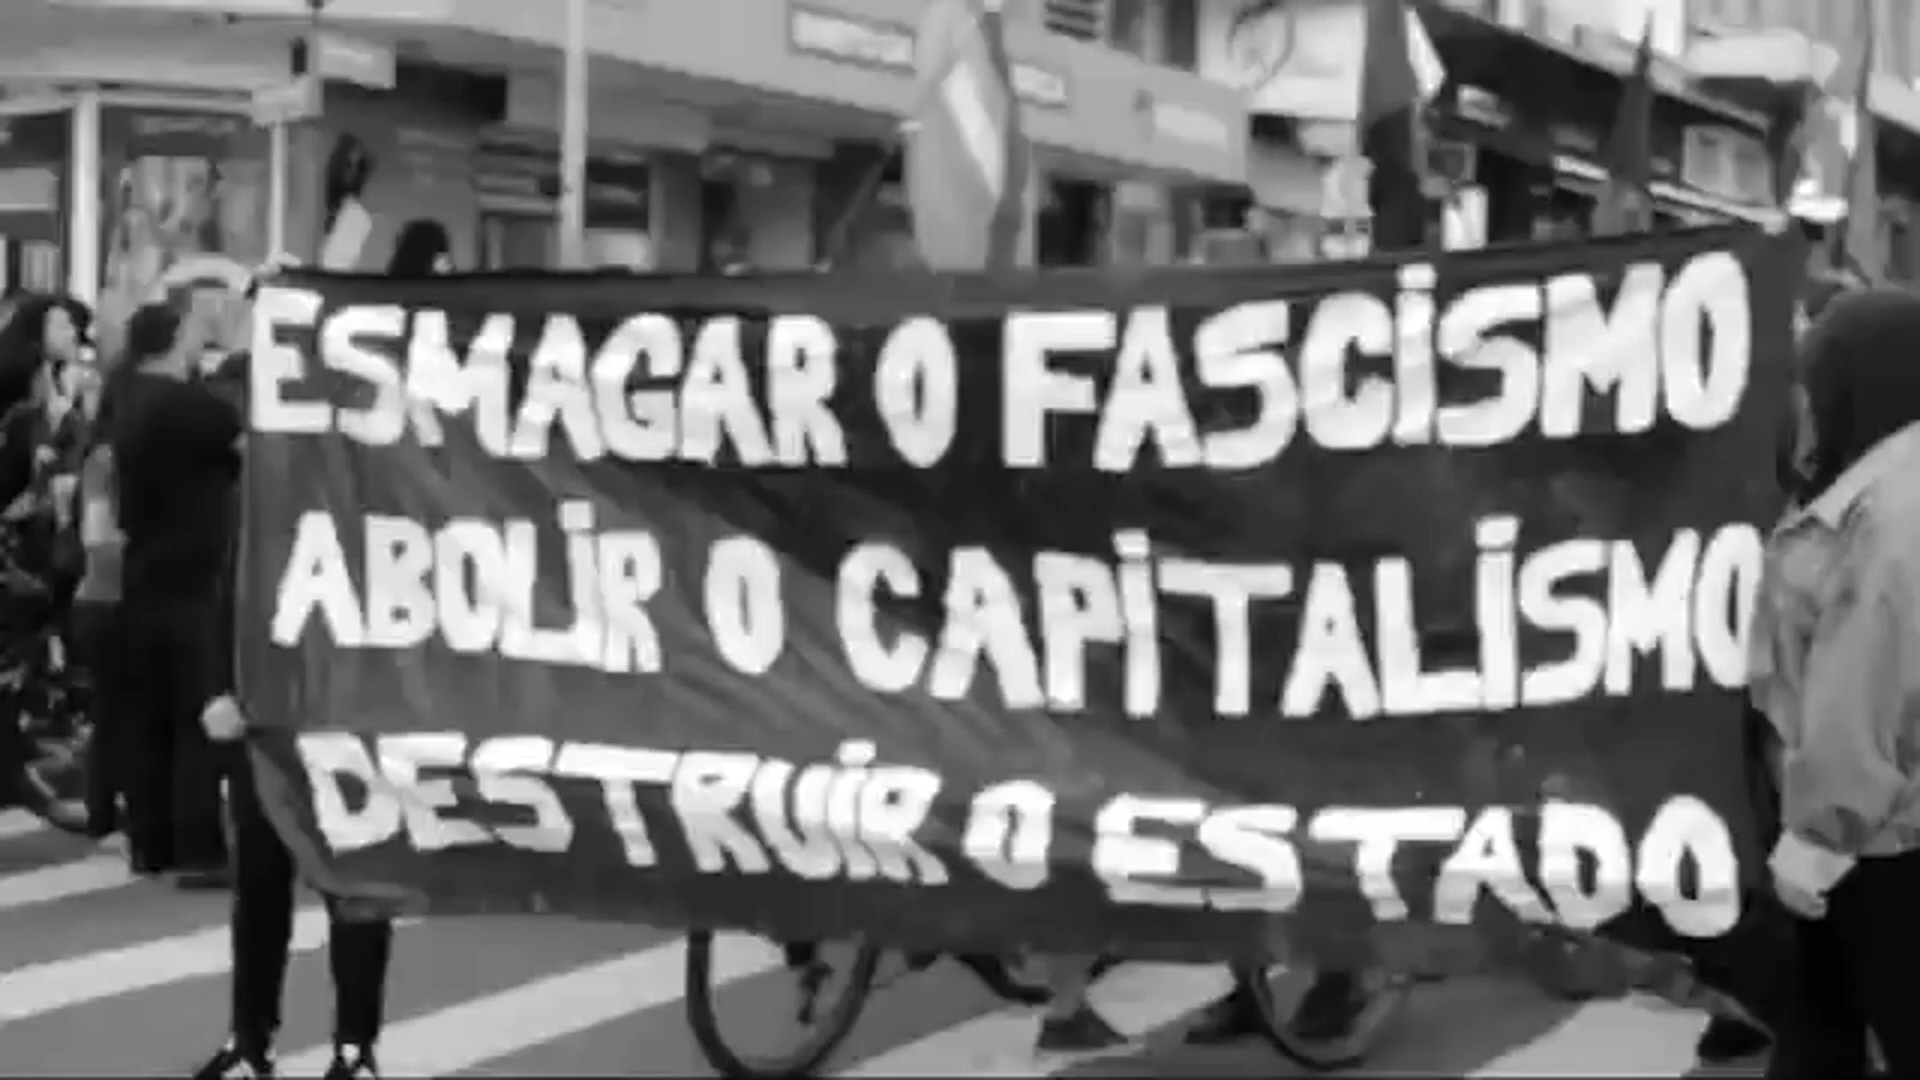 ESMAGAR O FASCISMO
ABOLIR O CAPITALISMO
DESTRUIR O ESTADO